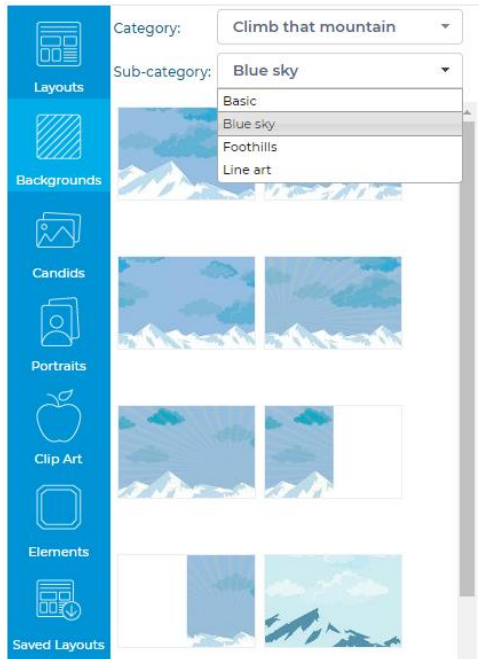 Category: Climb that mountain
Sub-category: Blue sky
Basic
Blue sky
Foothills
Line art
Layouts
Backgrounds
Candids
Portraits
Clip Art
Elements
Saved Layouts